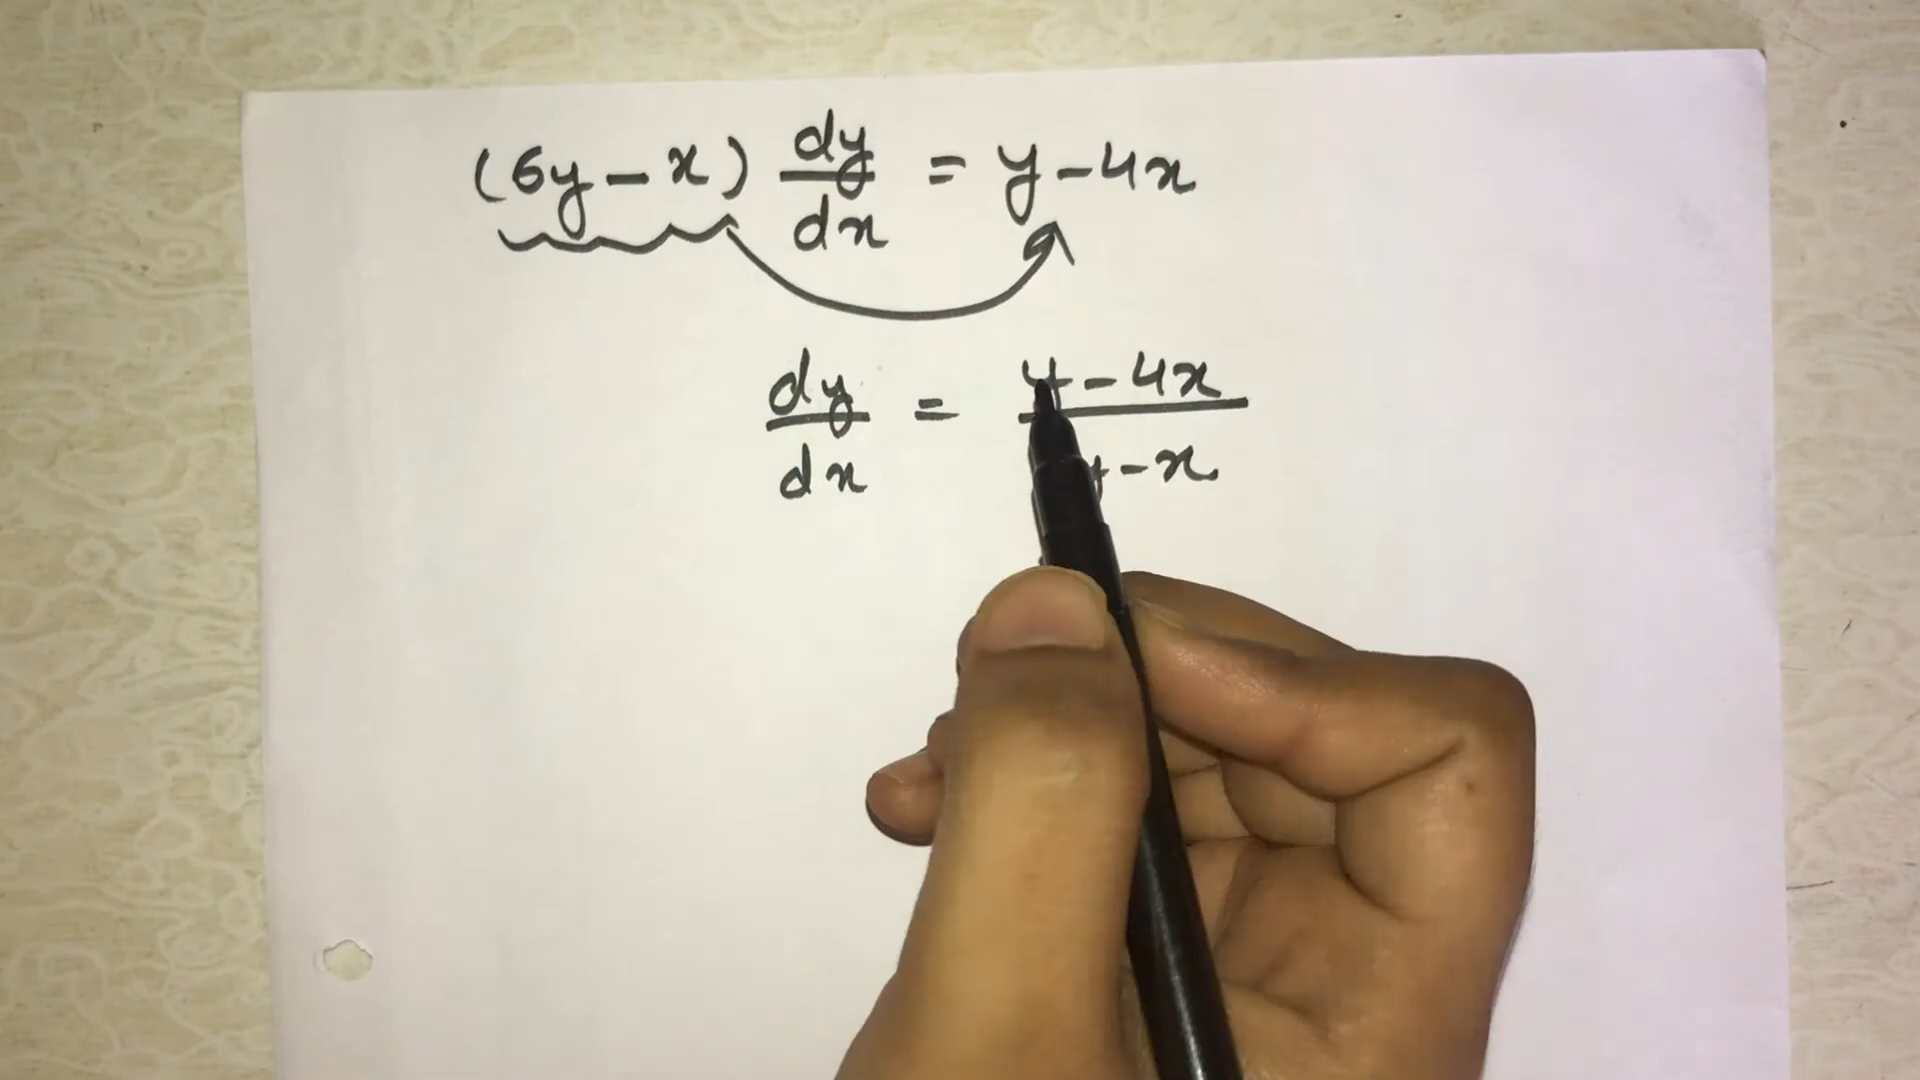 (6y - x) dy/dx = y - 4x
dy/dx = y - 4x / y - x